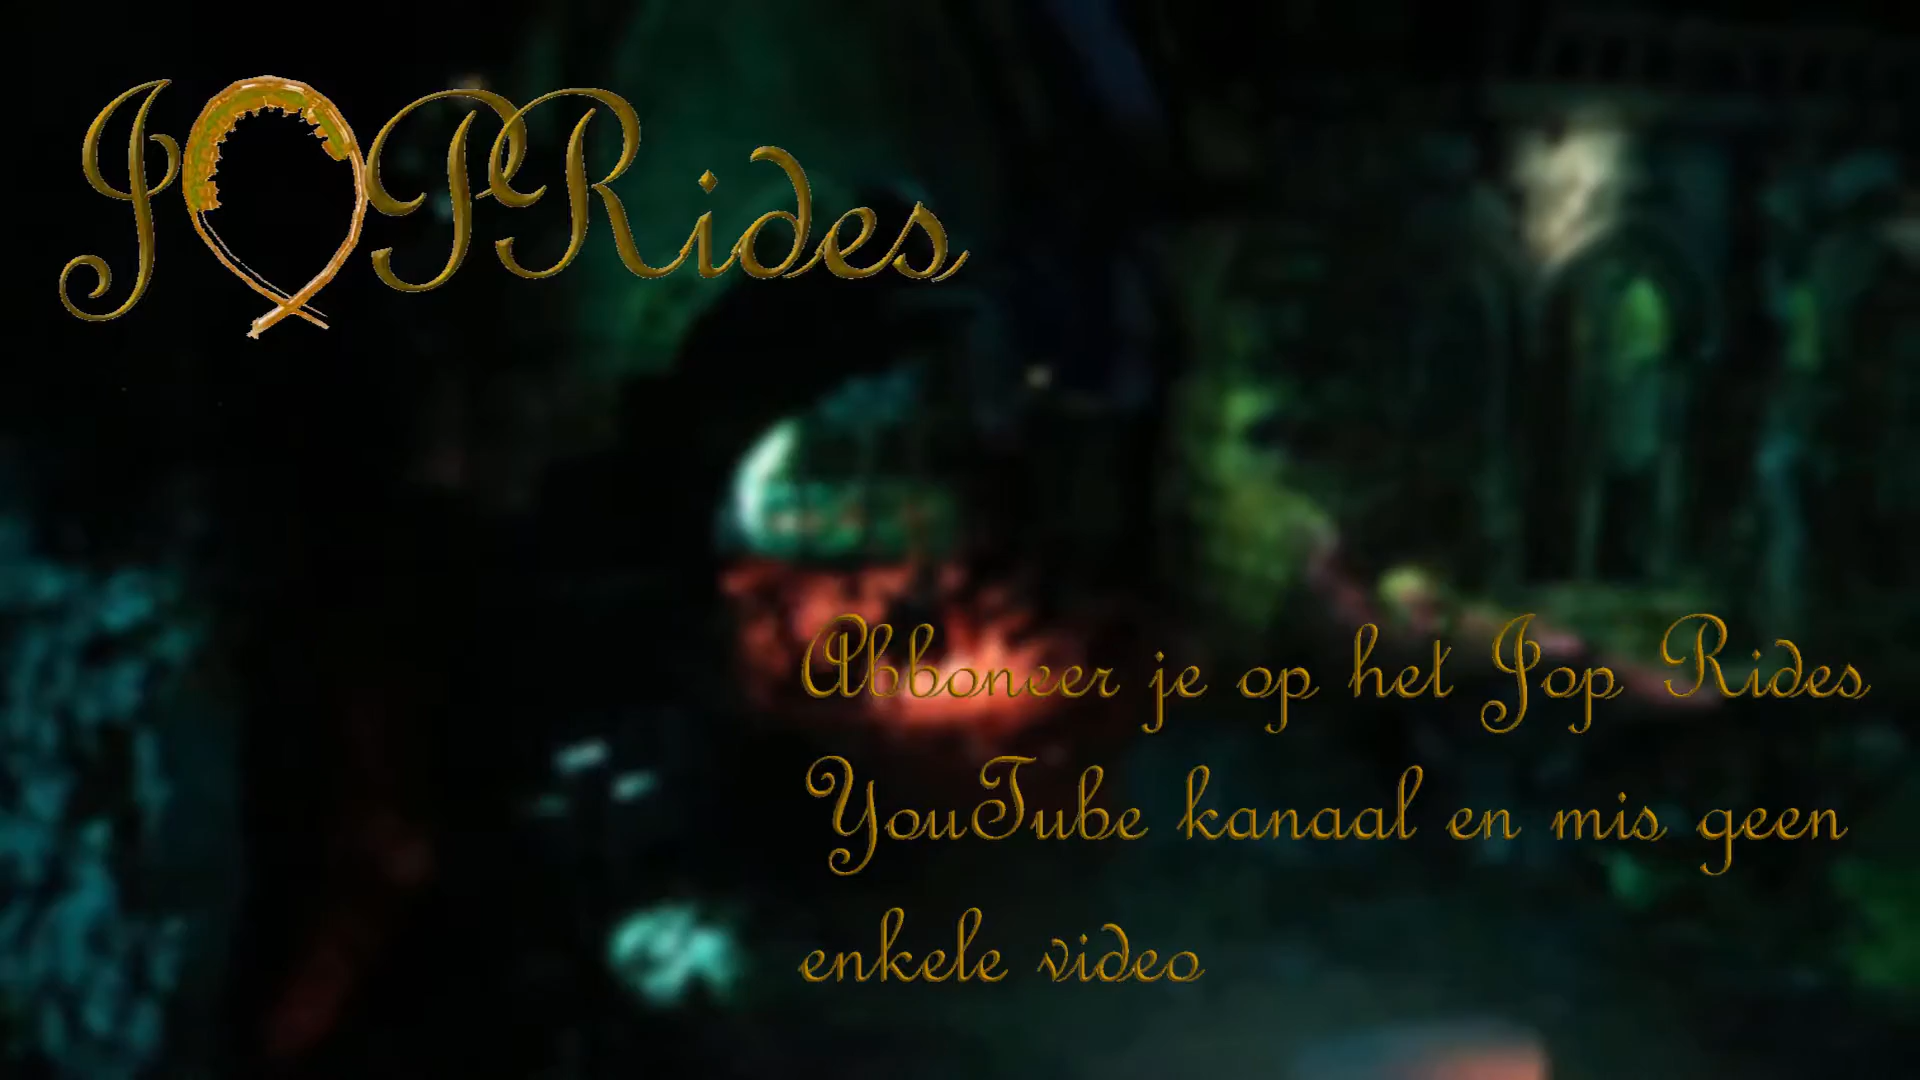 JOPRides
Abboneer je op het Jop Rides
YouTube kanaal en mis geen
enkele video